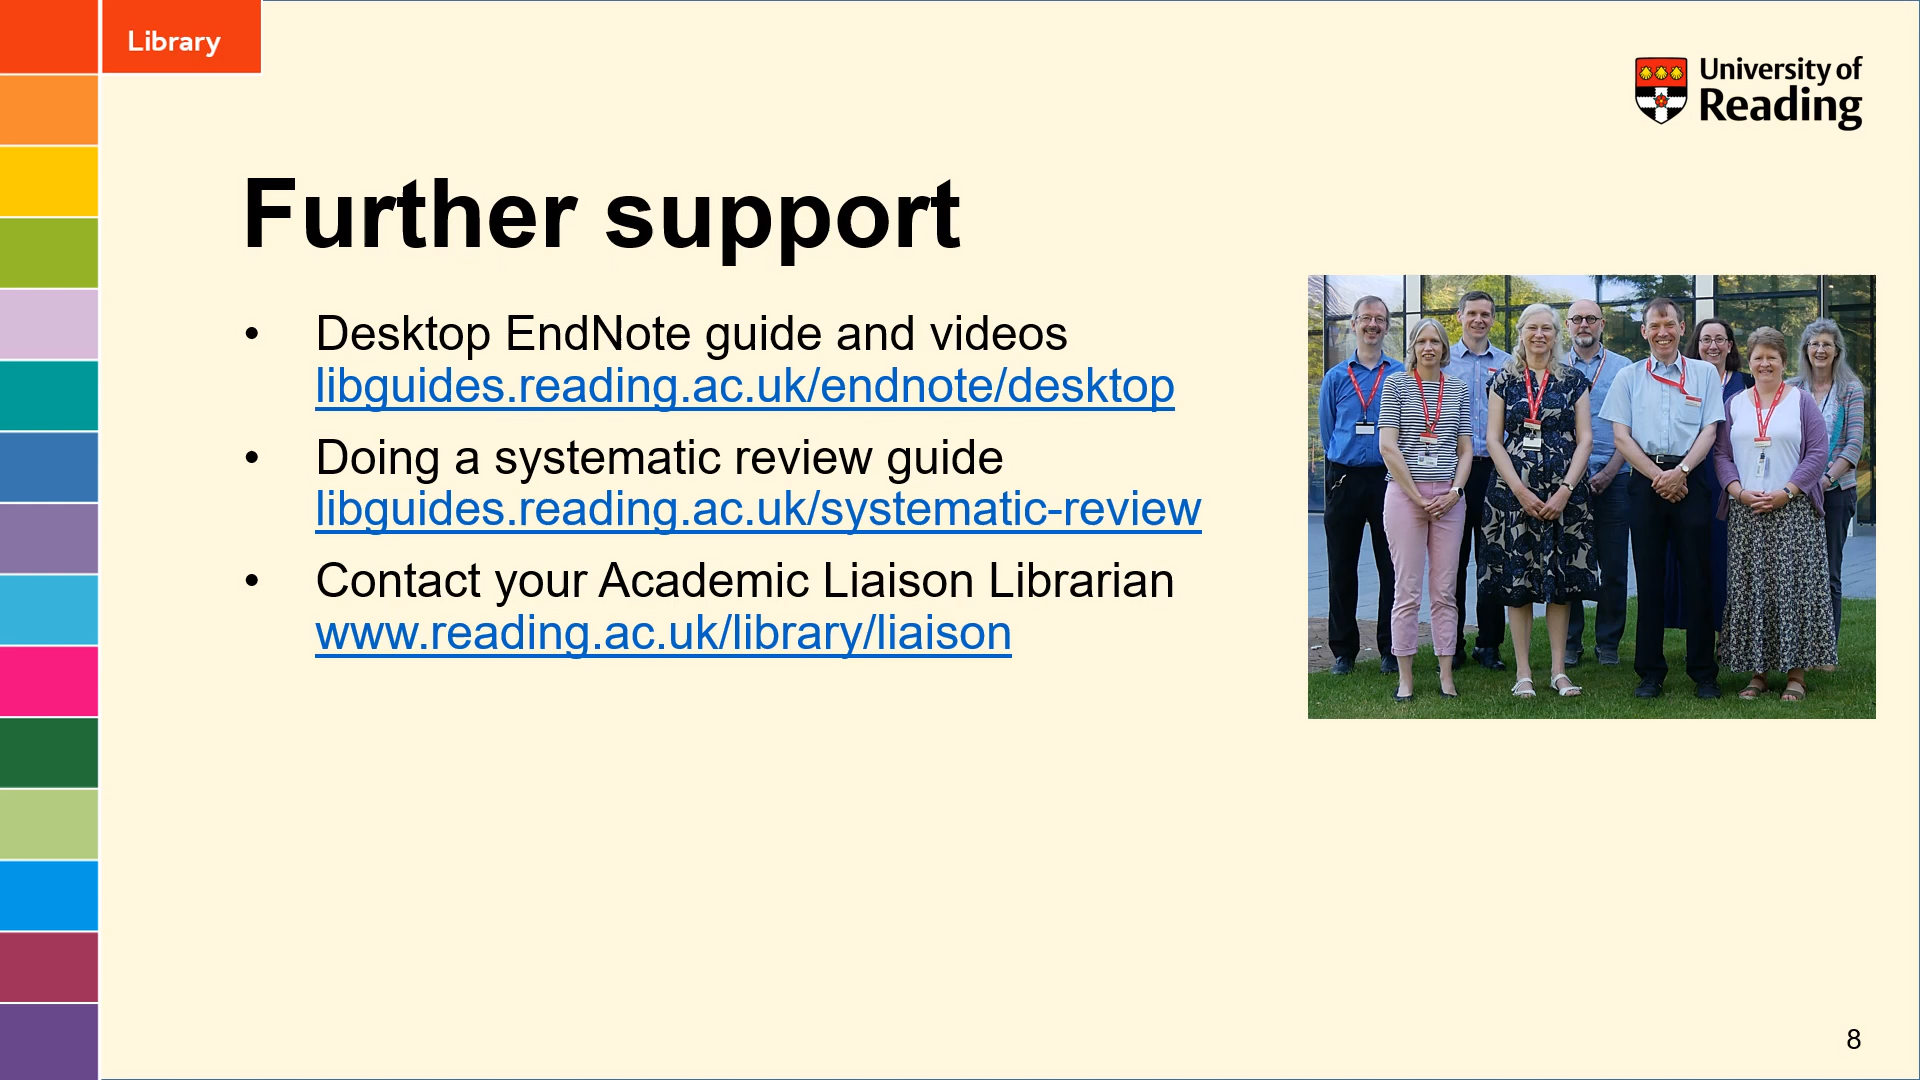 Library
University of
Reading
Further support
• Desktop EndNote guide and videos
libguides.reading.ac.uk/endnote/desktop
• Doing a systematic review guide
libguides.reading.ac.uk/systematic-review
• Contact your Academic Liaison Librarian
www.reading.ac.uk/library/liaison
8